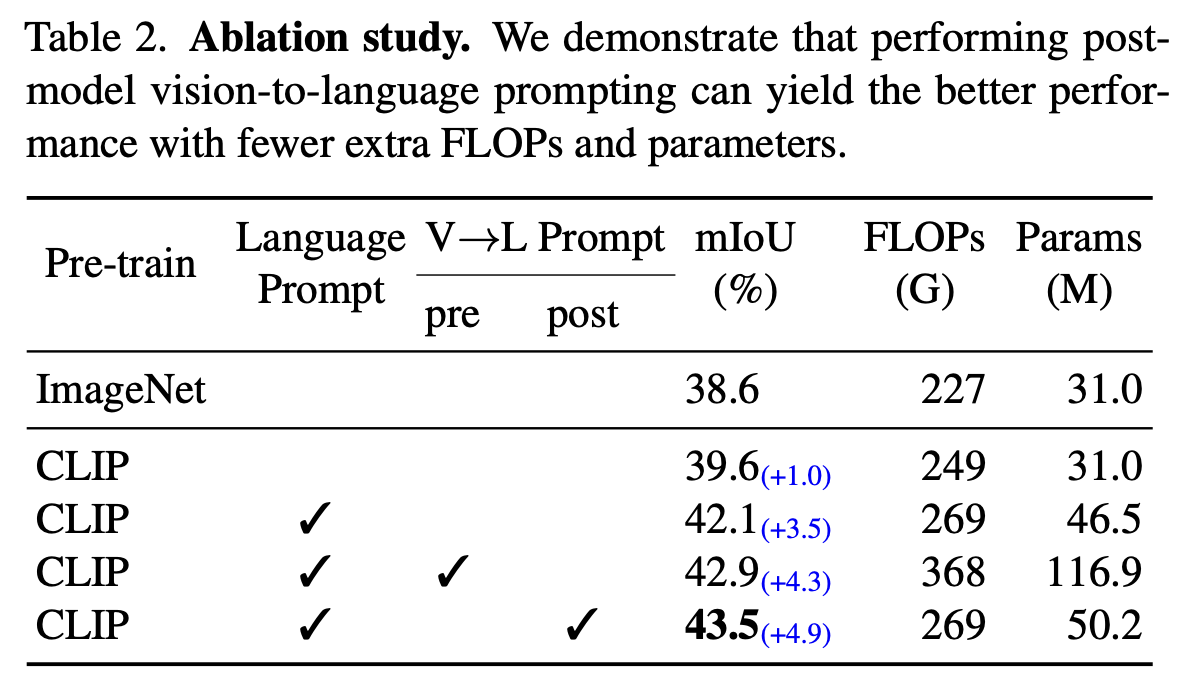 Table 2. Ablation study. We demonstrate that performing post-
model vision-to-language prompting can yield the better perfor-
mance with fewer extra FLOPs and parameters.
Pre-train Language Prompt V→L Prompt mIoU (%) FLOPs (G) Params (M)
pre post
ImageNet 38.6 227 31.0
CLIP 39.6(+1.0) 249 31.0
CLIP ✓ 42.1(+3.5) 269 46.5
CLIP ✓ ✓ 42.9(+4.3) 368 116.9
CLIP ✓ ✓ 43.5(+4.9) 269 50.2